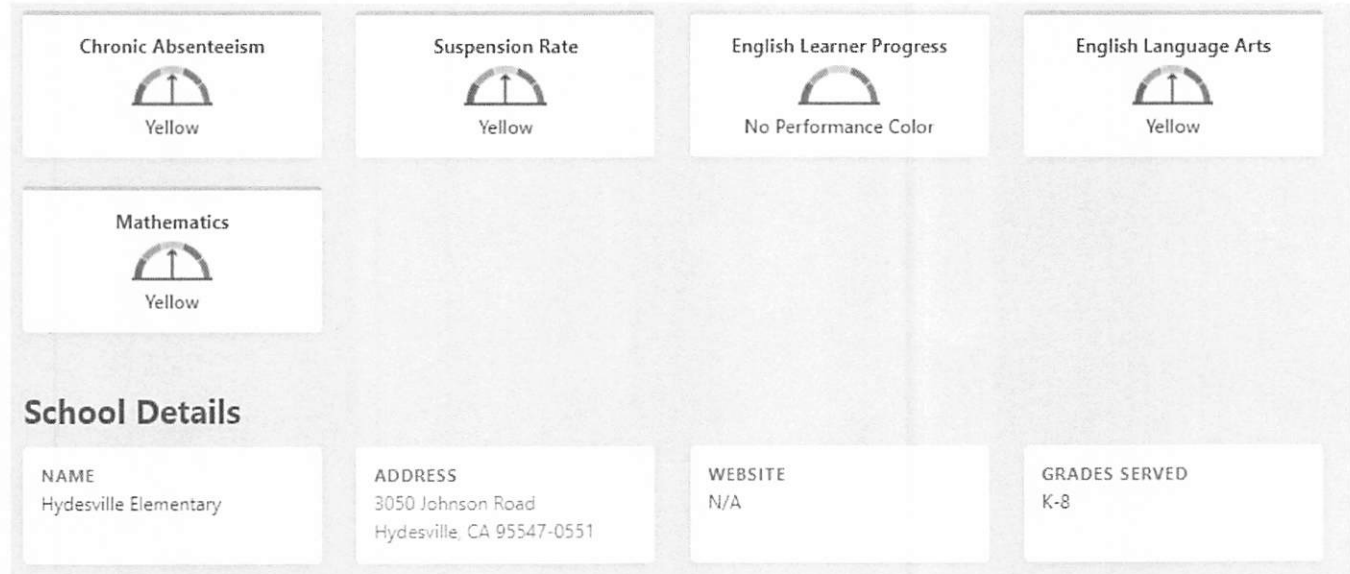 Chronic Absenteeism
Yellow
Suspension Rate
Yellow
English Learner Progress
No Performance Color
English Language Arts
Yellow
Mathematics
Yellow
School Details
NAME
Hydesville Elementary
ADDRESS
3050 Johnson Road
Hydesville, CA 95547-0551
WEBSITE
N/A
GRADES SERVED
K-8